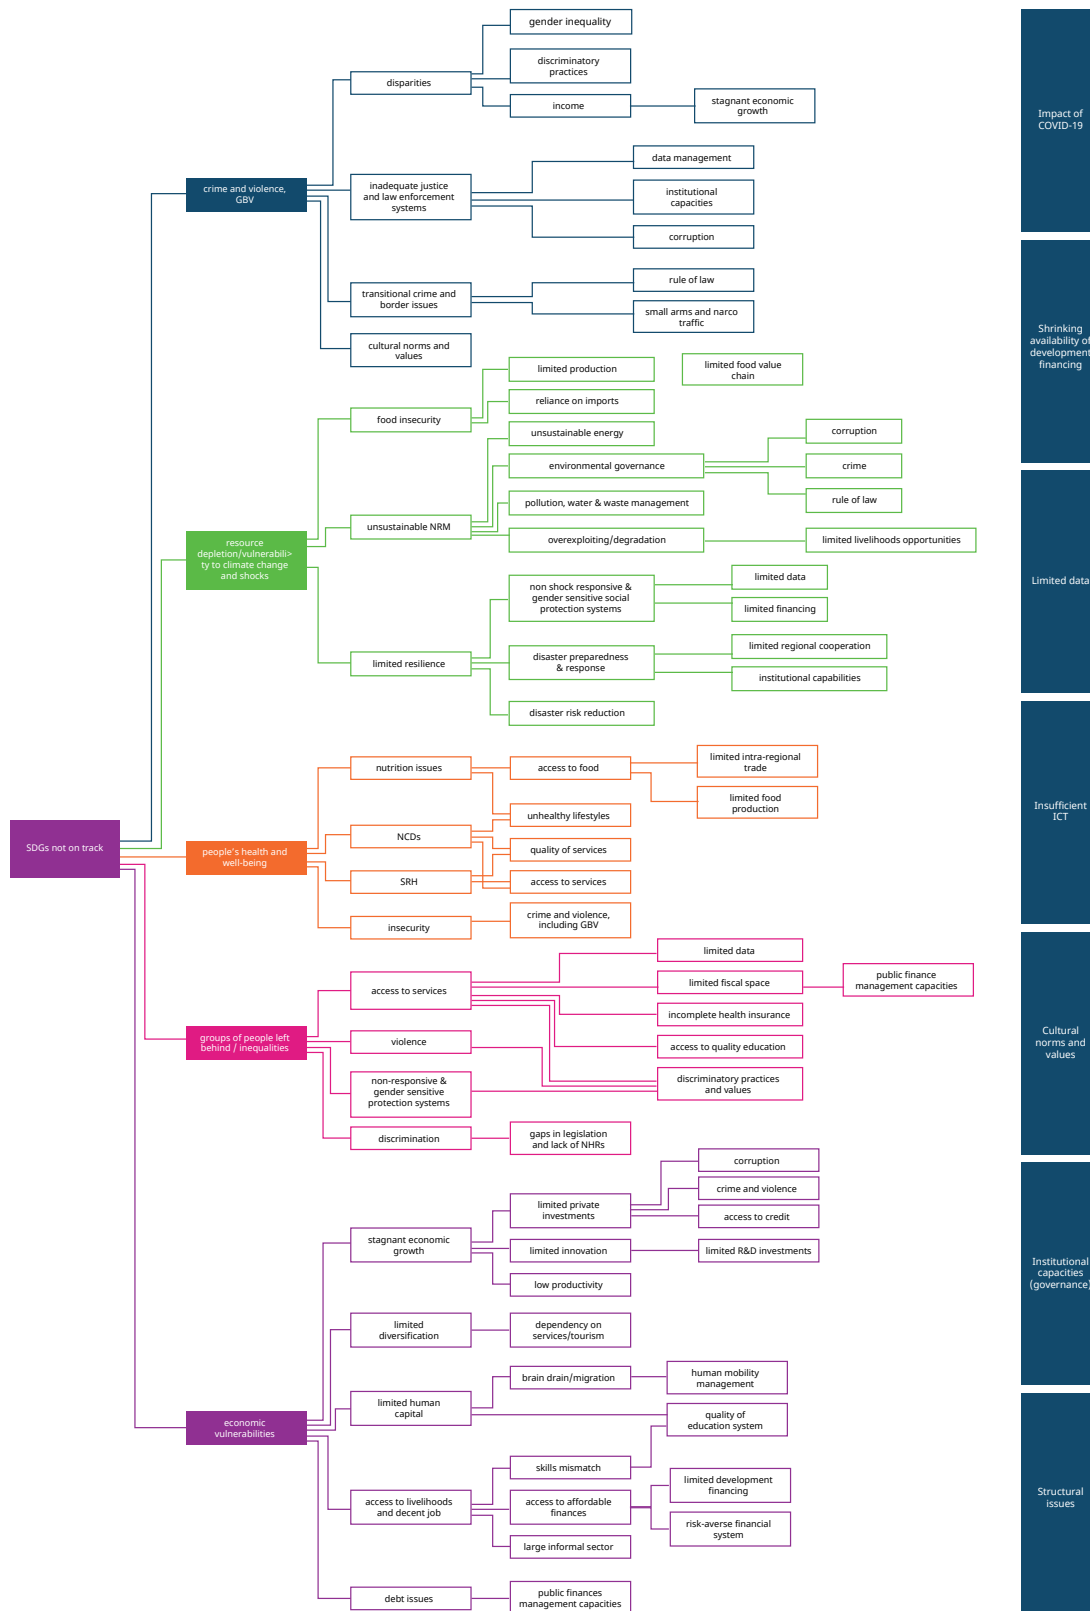 SDGs not on track
crime and violence,
GBV
disparities
gender inequality
discriminatory
practices
income
stagnant economic
growth
inadequate justice
and law enforcement
systems
data management
institutional
capacities
corruption
transitional crime and
border issues
rule of law
small arms and narco
traffic
cultural norms and
values
resource
depletion/vulnerabili>
ty to climate change
and shocks
food insecurity
limited production
limited food value
chain
reliance on imports
unsustainable NRM
unsustainable energy
environmental governance
corruption
crime
rule of law
pollution, water & waste management
overexploiting/degradation
limited livelihoods opportunities
limited resilience
non shock responsive &
gender sensitive social
protection systems
limited data
limited financing
disaster preparedness
& response
limited regional cooperation
institutional capabilities
disaster risk reduction
people's health and
well-being
nutrition issues
access to food
limited intra-regional
trade
limited food
production
unhealthy lifestyles
NCDs
quality of services
SRH
access to services
insecurity
crime and violence,
including GBV
groups of people left
behind / inequalities
access to services
limited data
limited fiscal space
public finance
management capacities
incomplete health insurance
access to quality education
violence
discriminatory practices
and values
non-responsive &
gender sensitive
protection systems
discrimination
gaps in legislation
and lack of NHRs
economic
vulnerabilities
stagnant economic
growth
limited private
investments
corruption
crime and violence
access to credit
limited innovation
limited R&D investments
low productivity
limited
diversification
dependency on
services/tourism
limited human
capital
brain drain/migration
human mobility
management
quality of
education system
access to livelihoods
and decent job
skills mismatch
access to affordable
finances
limited development
financing
risk-averse financial
system
large informal sector
debt issues
public finances
management capacities
Impact of
COVID-19
Shrinking
availability of
development
financing
Limited data
Insufficient
ICT
Cultural
norms and
values
Institutional
capacities
(governance)
Structural
issues